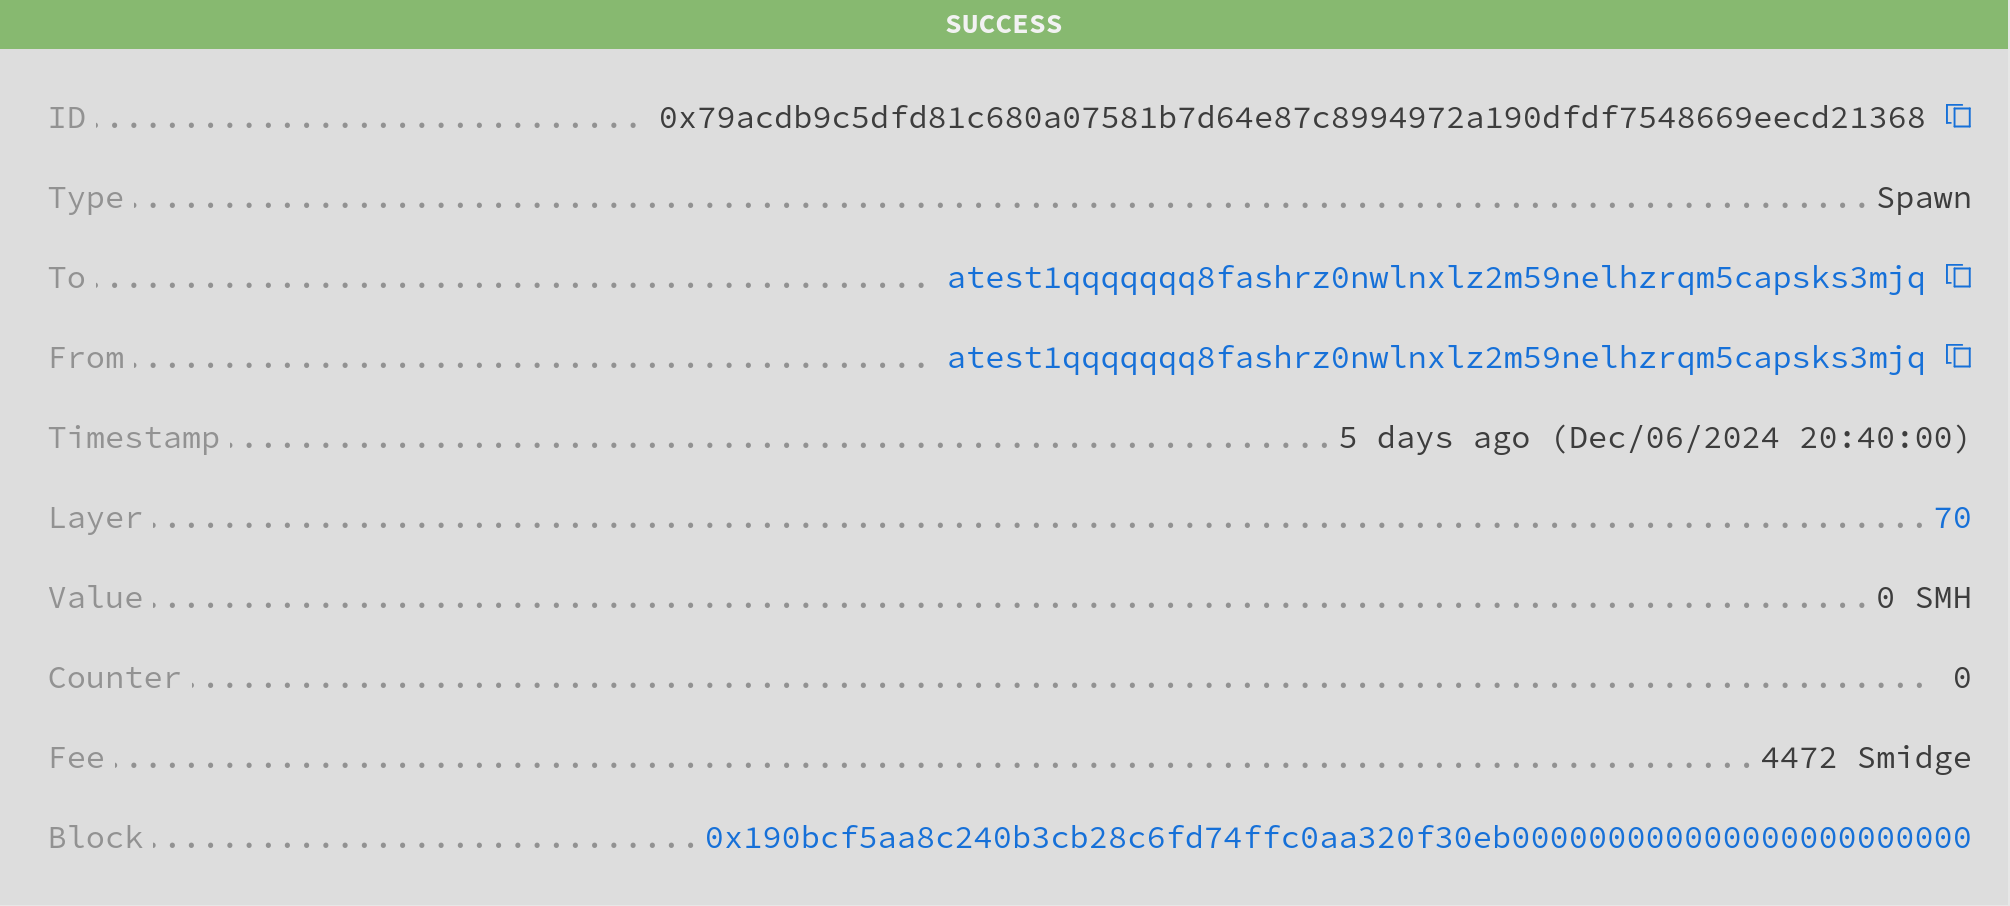 SUCCESS
ID 0x79acdb9c5dfd81c680a07581b7d64e87c8994972a190dfdf7548669eecd21368
Type Spawn
To atest1qqqqqqq8fashrz0nwlnxlz2m59nelhzrqm5capsks3mjq
From atest1qqqqqqq8fashrz0nwlnxlz2m59nelhzrqm5capsks3mjq
Timestamp 5 days ago (Dec/06/2024 20:40:00)
Layer 70
Value 0 SMH
Counter 0
Fee 4472 Smidge
Block 0x190bcf5aa8c240b3cb28c6fd74ffc0aa320f30eb000000000000000000000000